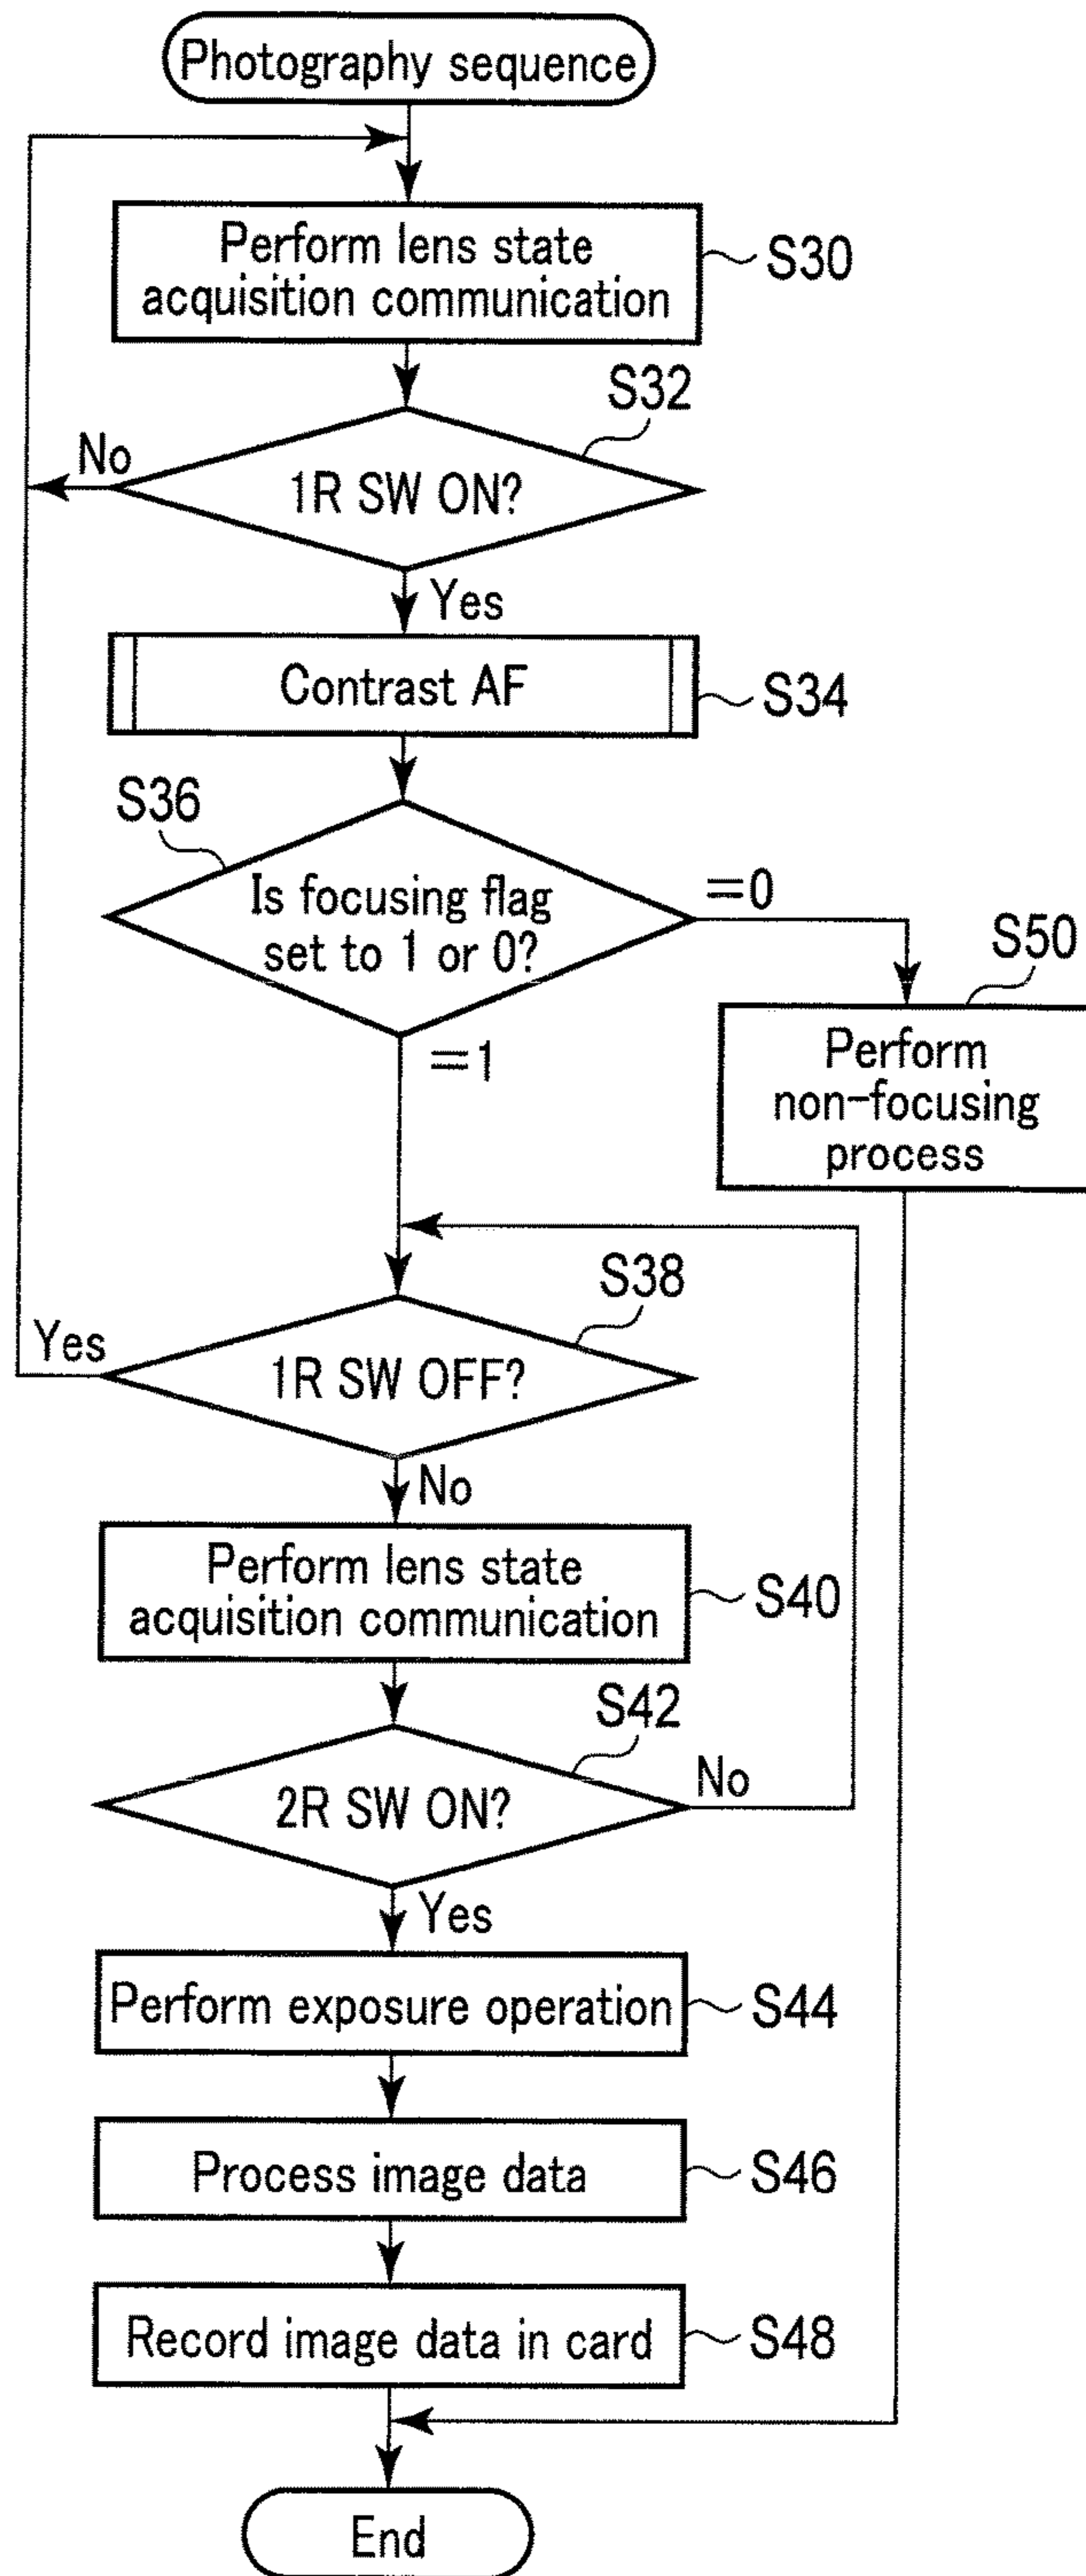 Photography sequence
Perform lens state
acquisition communication
S30
S32
No
1R SW ON?
Yes
Contrast AF
S34
S36
Is focusing flag
set to 1 or 0?
=0
=1
S50
Perform
non-focusing
process
S38
Yes
1R SW OFF?
No
Perform lens state
acquisition communication
S40
S42
2R SW ON?
No
Yes
Perform exposure operation
S44
Process image data
S46
Record image data in card
S48
End